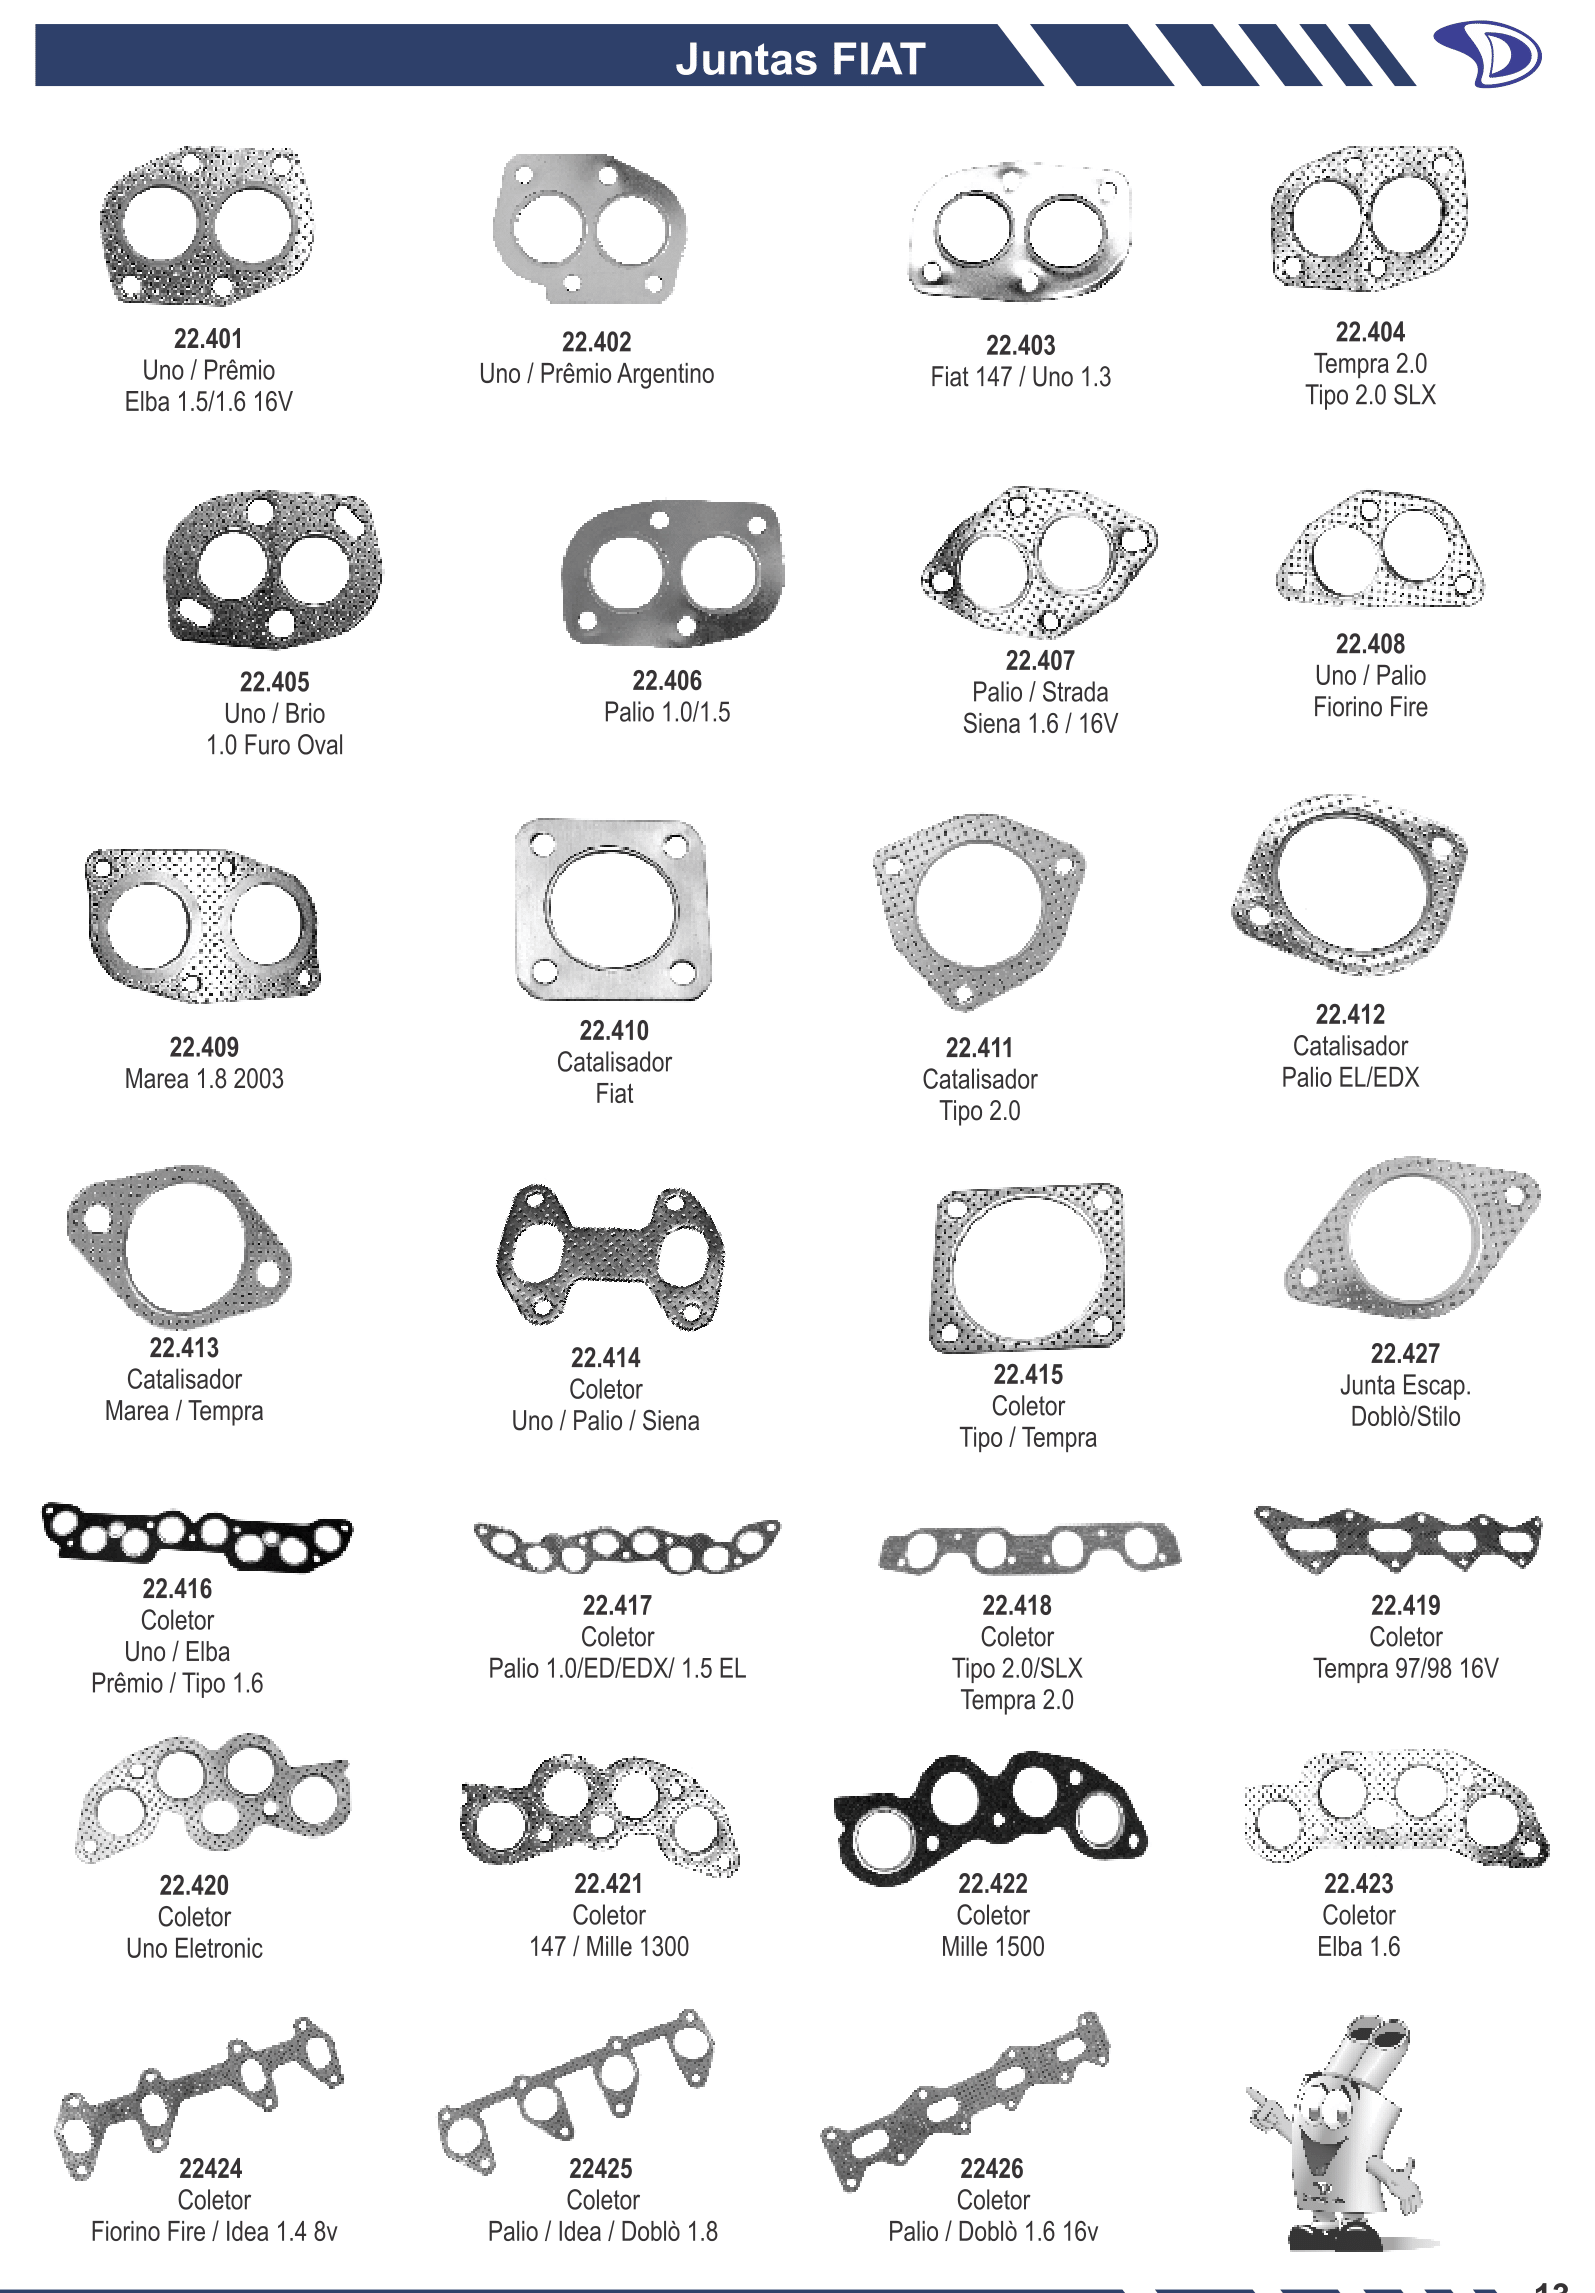 Juntas FIAT
22.401
Uno / Prêmio
Elba 1.5/1.6 16V
22.402
Uno / Prêmio Argentino
22.403
Fiat 147 / Uno 1.3
22.404
Tempra 2.0
Tipo 2.0 SLX
22.405
Uno / Brio
1.0 Furo Oval
22.406
Palio 1.0/1.5
22.407
Palio / Strada
Siena 1.6 / 16V
22.408
Uno / Palio
Fiorino Fire
22.409
Marea 1.8 2003
22.410
Catalisador
Fiat
22.411
Catalisador
Tipo 2.0
22.412
Catalisador
Palio EL/EDX
22.413
Catalisador
Marea / Tempra
22.414
Coletor
Uno / Palio / Siena
22.415
Coletor
Tipo / Tempra
22.427
Junta Escap.
Doblò/Stilo
22.416
Coletor
Uno / Elba
Prêmio / Tipo 1.6
22.417
Coletor
Palio 1.0/ED/EDX/ 1.5 EL
22.418
Coletor
Tipo 2.0/SLX
Tempra 2.0
22.419
Coletor
Tempra 97/98 16V
22.420
Coletor
Uno Eletronic
22.421
Coletor
147 / Mille 1300
22.422
Coletor
Mille 1500
22.423
Coletor
Elba 1.6
22424
Coletor
Fiorino Fire / Idea 1.4 8v
22425
Coletor
Palio / Idea / Doblò 1.8
22426
Coletor
Palio / Doblò 1.6 16v